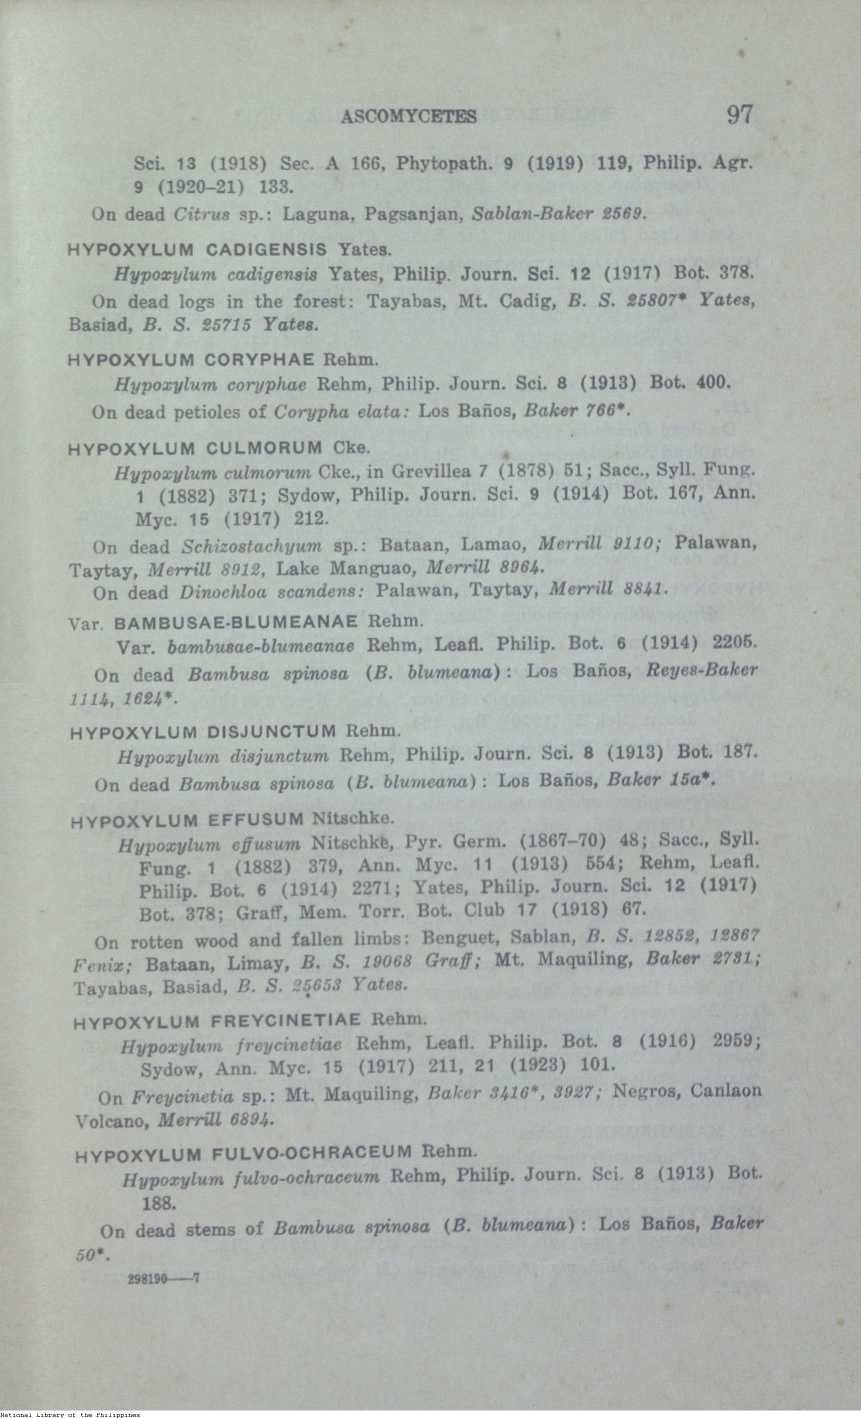 ASCOMYCETES 97
Sci. 13 (1918) Sec. A 166, Phytopath. 9 (1919) 119, Philip. Agr.
9 (1920–21) 133.
On dead Citrus sp.: Laguna, Pagsanjan, Sablan-Baker 2569.
HYPOXYLUM CADIGENSIS Yates.
Hypoxylum cadigensis Yates, Philip. Journ. Sci. 12 (1917) Bot. 378.
On dead logs in the forest: Tayabas, Mt. Cadig, B. S. 25807* Yates,
Basiad, B. S. 25715 Yates.
HYPOXYLUM CORYPHAE Rehm.
Hypoxylum coryphae Rehm, Philip. Journ. Sci. 8 (1913) Bot. 400.
On dead petioles of Corypha elata: Los Baños, Baker 766*.
HYPOXYLUM CULMORUM Cke.
Hypoxylum culmorum Cke., in Grevillea 7 (1878) 51; Sacc., Syll. Fung.
1 (1882) 371; Sydow, Philip. Journ. Sci. 9 (1914) Bot. 167, Ann.
Myc. 15 (1917) 212.
On dead Schizostachyum sp.: Bataan, Lamao, Merrill 9110; Palawan,
Taytay, Merrill 8912, Lake Manguao, Merrill 8964.
On dead Dinochloa scandens: Palawan, Taytay, Merrill 8841.
Var. BAMBUSAE-BLUMEANAE Rehm.
Var. bambusae-blumeanae Rehm, Leafl. Philip. Bot. 6 (1914) 2205.
On dead Bambusa spinosa (B. blumeana): Los Baños, Reyes-Baker
1114, 1624*.
HYPOXYLUM DISJUNCTUM Rehm.
Hypoxylum disjunctum Rehm, Philip. Journ. Sci. 8 (1913) Bot. 187.
On dead Bambusa spinosa (B. blumeana): Los Baños, Baker 15a*.
HYPOXYLUM EFFUSUM Nitschke.
Hypoxylum effusum Nitschke, Pyr. Germ. (1867–70) 48; Sacc., Syll.
Fung. 1 (1882) 379, Ann. Myc. 11 (1913) 554; Rehm, Leafl.
Philip. Bot. 6 (1914) 2271; Yates, Philip. Journ. Sci. 12 (1917)
Bot. 378; Graff, Mem. Torr. Bot. Club 17 (1918) 67.
On rotten wood and fallen limbs: Benguet, Sablan, B. S. 12852, 12867
Fenix; Bataan, Limay, B. S. 19068 Graff; Mt. Maquiling, Baker 2731;
Tayabas, Basiad, B. S. 25653 Yates.
HYPOXYLUM FREYCINETIAE Rehm.
Hypoxylum freycinetiae Rehm, Leafl. Philip. Bot. 8 (1916) 2959;
Sydow, Ann. Myc. 15 (1917) 211, 21 (1923) 101.
On Freycinetia sp.: Mt. Maquiling, Baker 3416*, 3927; Negros, Canlaon
Volcano, Merrill 6894.
HYPOXYLUM FULVO-OCHRACEUM Rehm.
Hypoxylum fulvo-ochraceum Rehm, Philip. Journ. Sci. 8 (1913) Bot.
188.
On dead stems of Bambusa spinosa (B. blumeana): Los Baños, Baker
50*.
298190——7
National Library of the Philippines